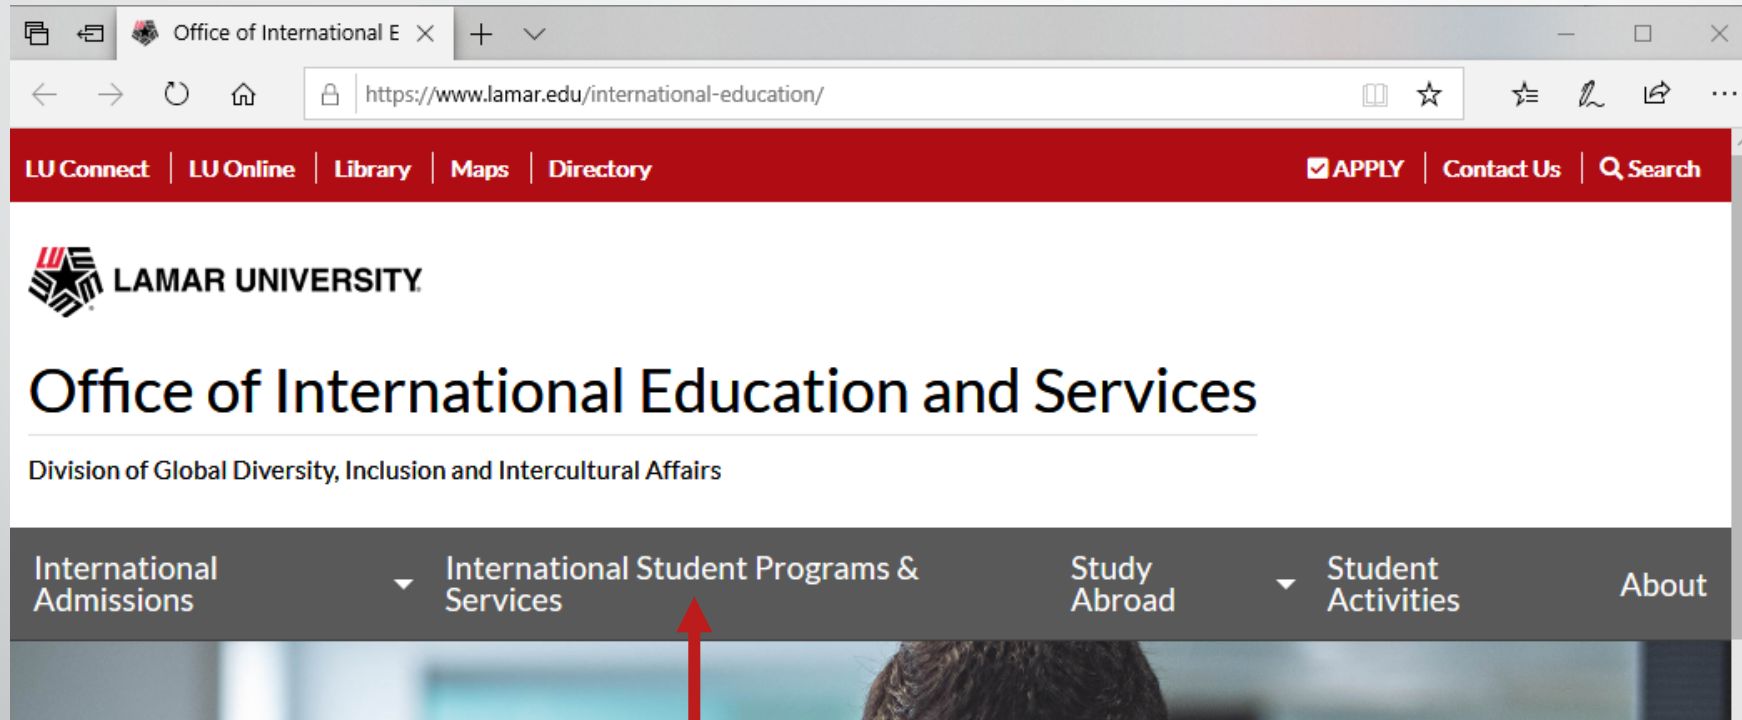 Office of International E
https://www.lamar.edu/international-education/
LU Connect LU Online Library Maps Directory APPLY Contact Us Search
LU
LAMAR UNIVERSITY
Office of International Education and Services
Division of Global Diversity, Inclusion and Intercultural Affairs
International Admissions
International Student Programs &
Services
Study
Abroad
Student
Activities
About